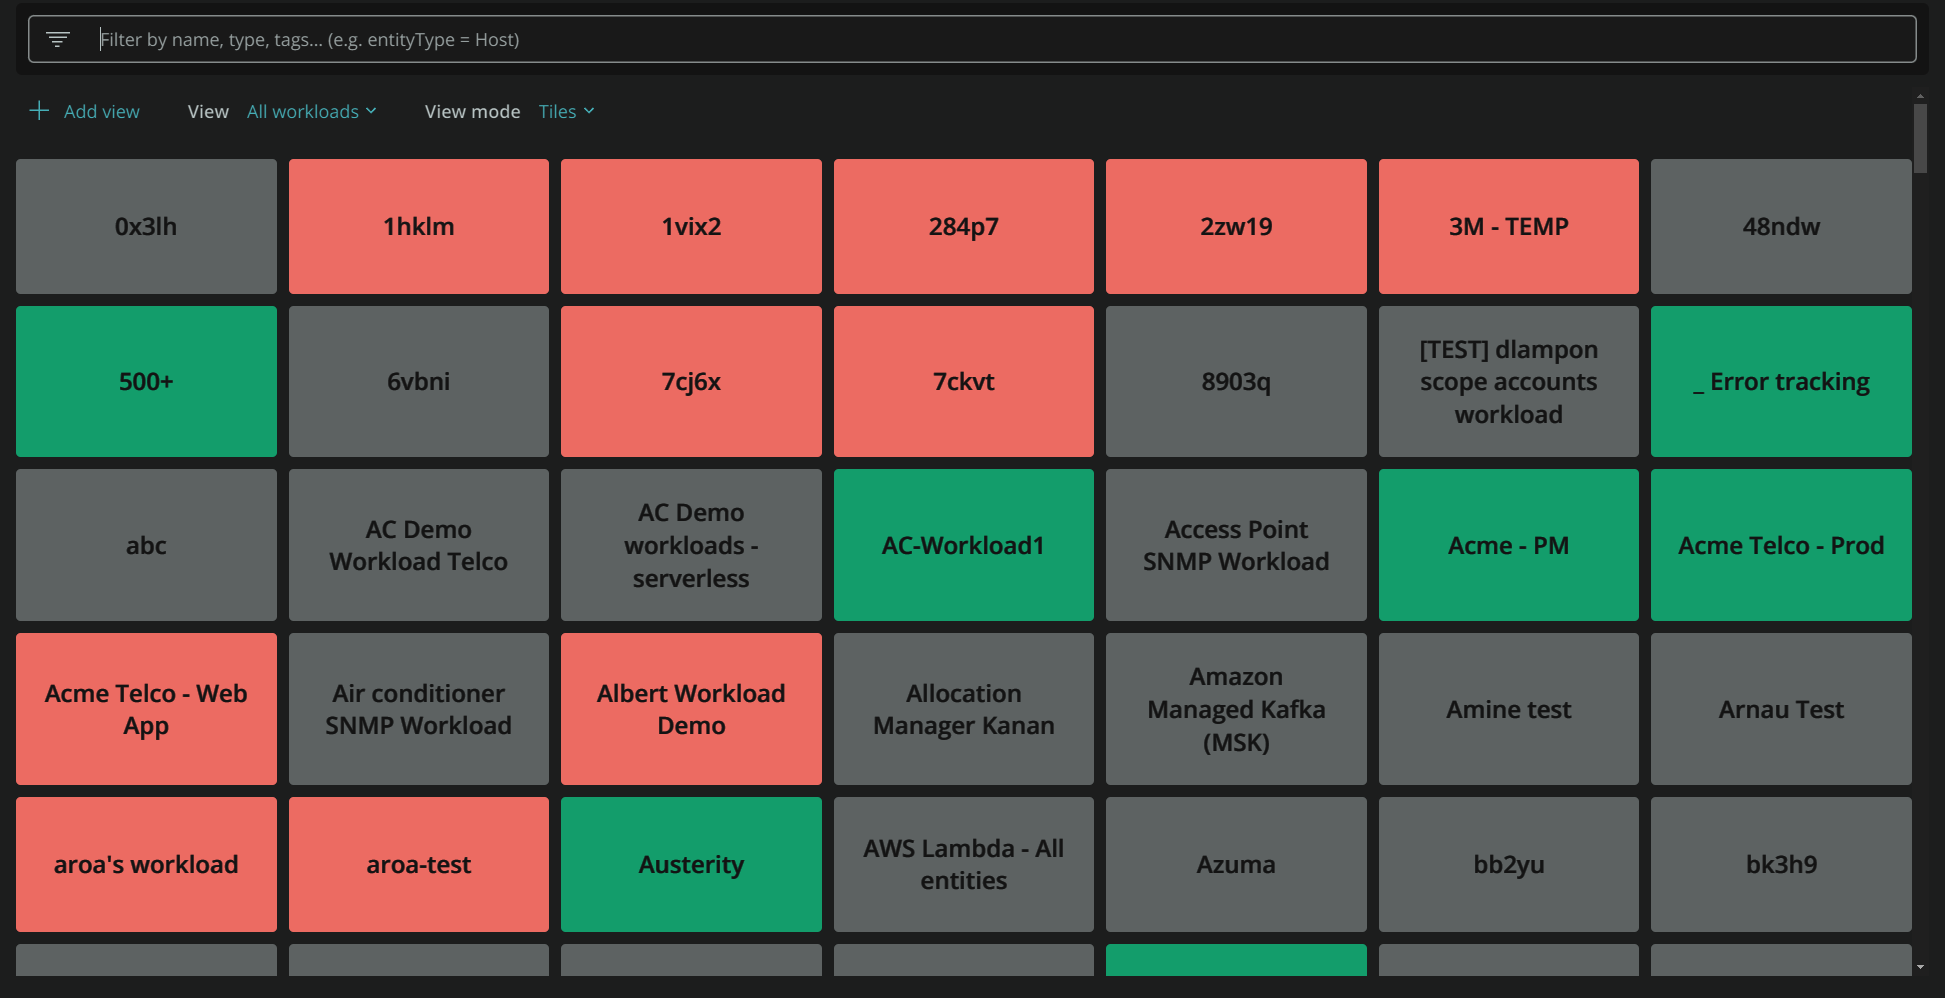 Filter by name, type, tags... (e.g. entityType = Host)
Add view View All workloads View mode Tiles
0x3lh
1hklm
1vix2
284p7
2zw19
3M - TEMP
48ndw
500+
6vbni
7cj6x
7ckvt
8903q
[TEST] dlampon
scope accounts
workload
_ Error tracking
abc
AC Demo
Workload Telco
AC Demo
workloads -
serverless
AC-Workload1
Access Point
SNMP Workload
Acme - PM
Acme Telco - Prod
Acme Telco - Web
App
Air conditioner
SNMP Workload
Albert Workload
Demo
Allocation
Manager Kanan
Amazon
Managed Kafka
(MSK)
Amine test
Arnau Test
aroa's workload
aroa-test
Austerity
AWS Lambda - All
entities
Azuma
bb2yu
bk3h9